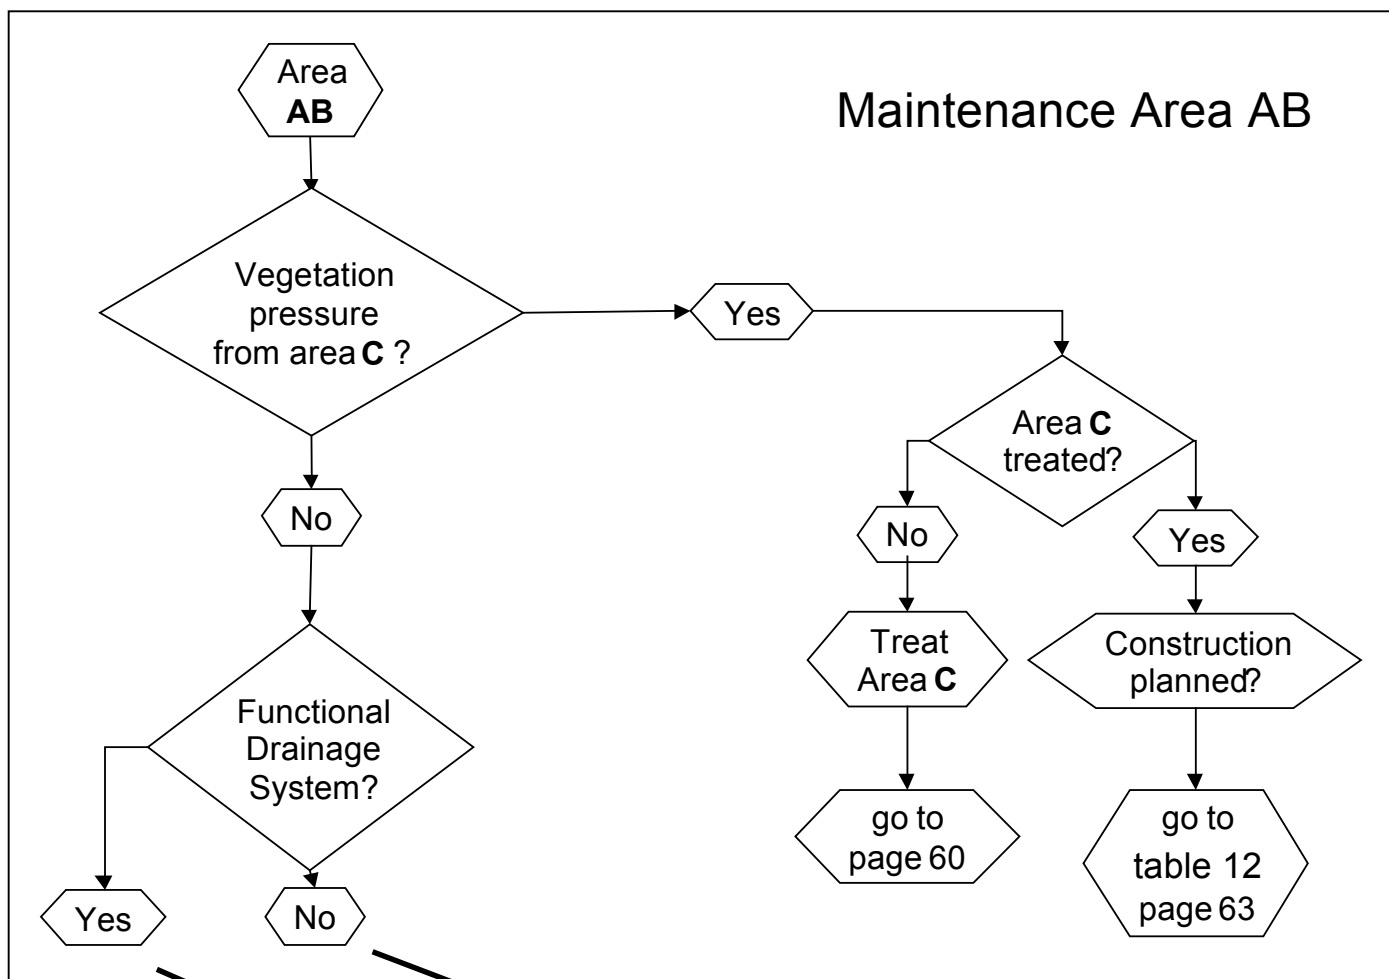 Area
AB
Maintenance Area AB
Vegetation
pressure
from area C ?
Yes
Area C
treated?
No
No
Yes
Treat
Area C
Construction
planned?
Functional
Drainage
System?
go to
page 60
go to
table 12
page 63
Yes
No